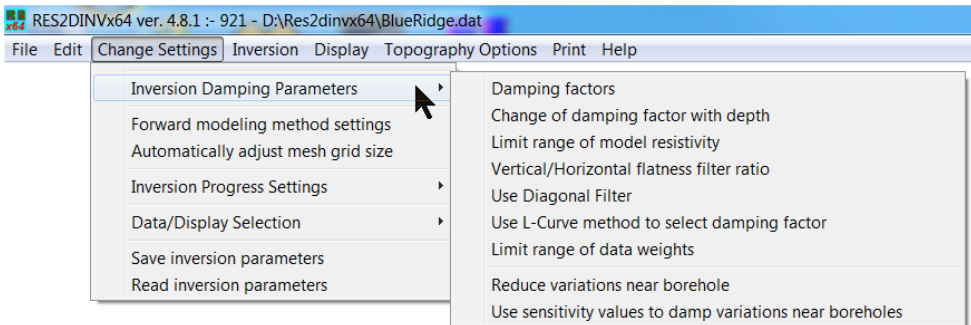 RES2DINVx64 ver. 4.8.1 :- 921 - D:\Res2dinvx64\BlueRidge.dat
File Edit Change Settings Inversion Display Topography Options Print Help
Inversion Damping Parameters
Forward modeling method settings
Automatically adjust mesh grid size
Inversion Progress Settings
Data/Display Selection
Save inversion parameters
Read inversion parameters
Damping factors
Change of damping factor with depth
Limit range of model resistivity
Vertical/Horizontal flatness filter ratio
Use Diagonal Filter
Use L-Curve method to select damping factor
Limit range of data weights
Reduce variations near borehole
Use sensitivity values to damp variations near boreholes